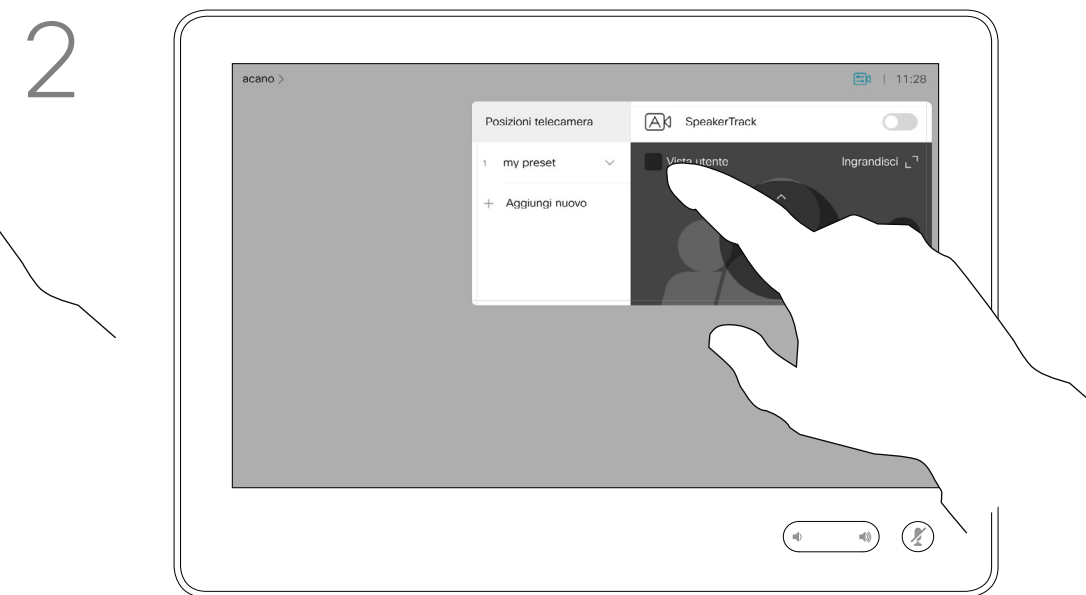 2
acano >
11:28
Posizioni telecamera
SpeakerTrack
1 my preset
Vista utente
Ingrandisci
+ Aggiungi nuovo